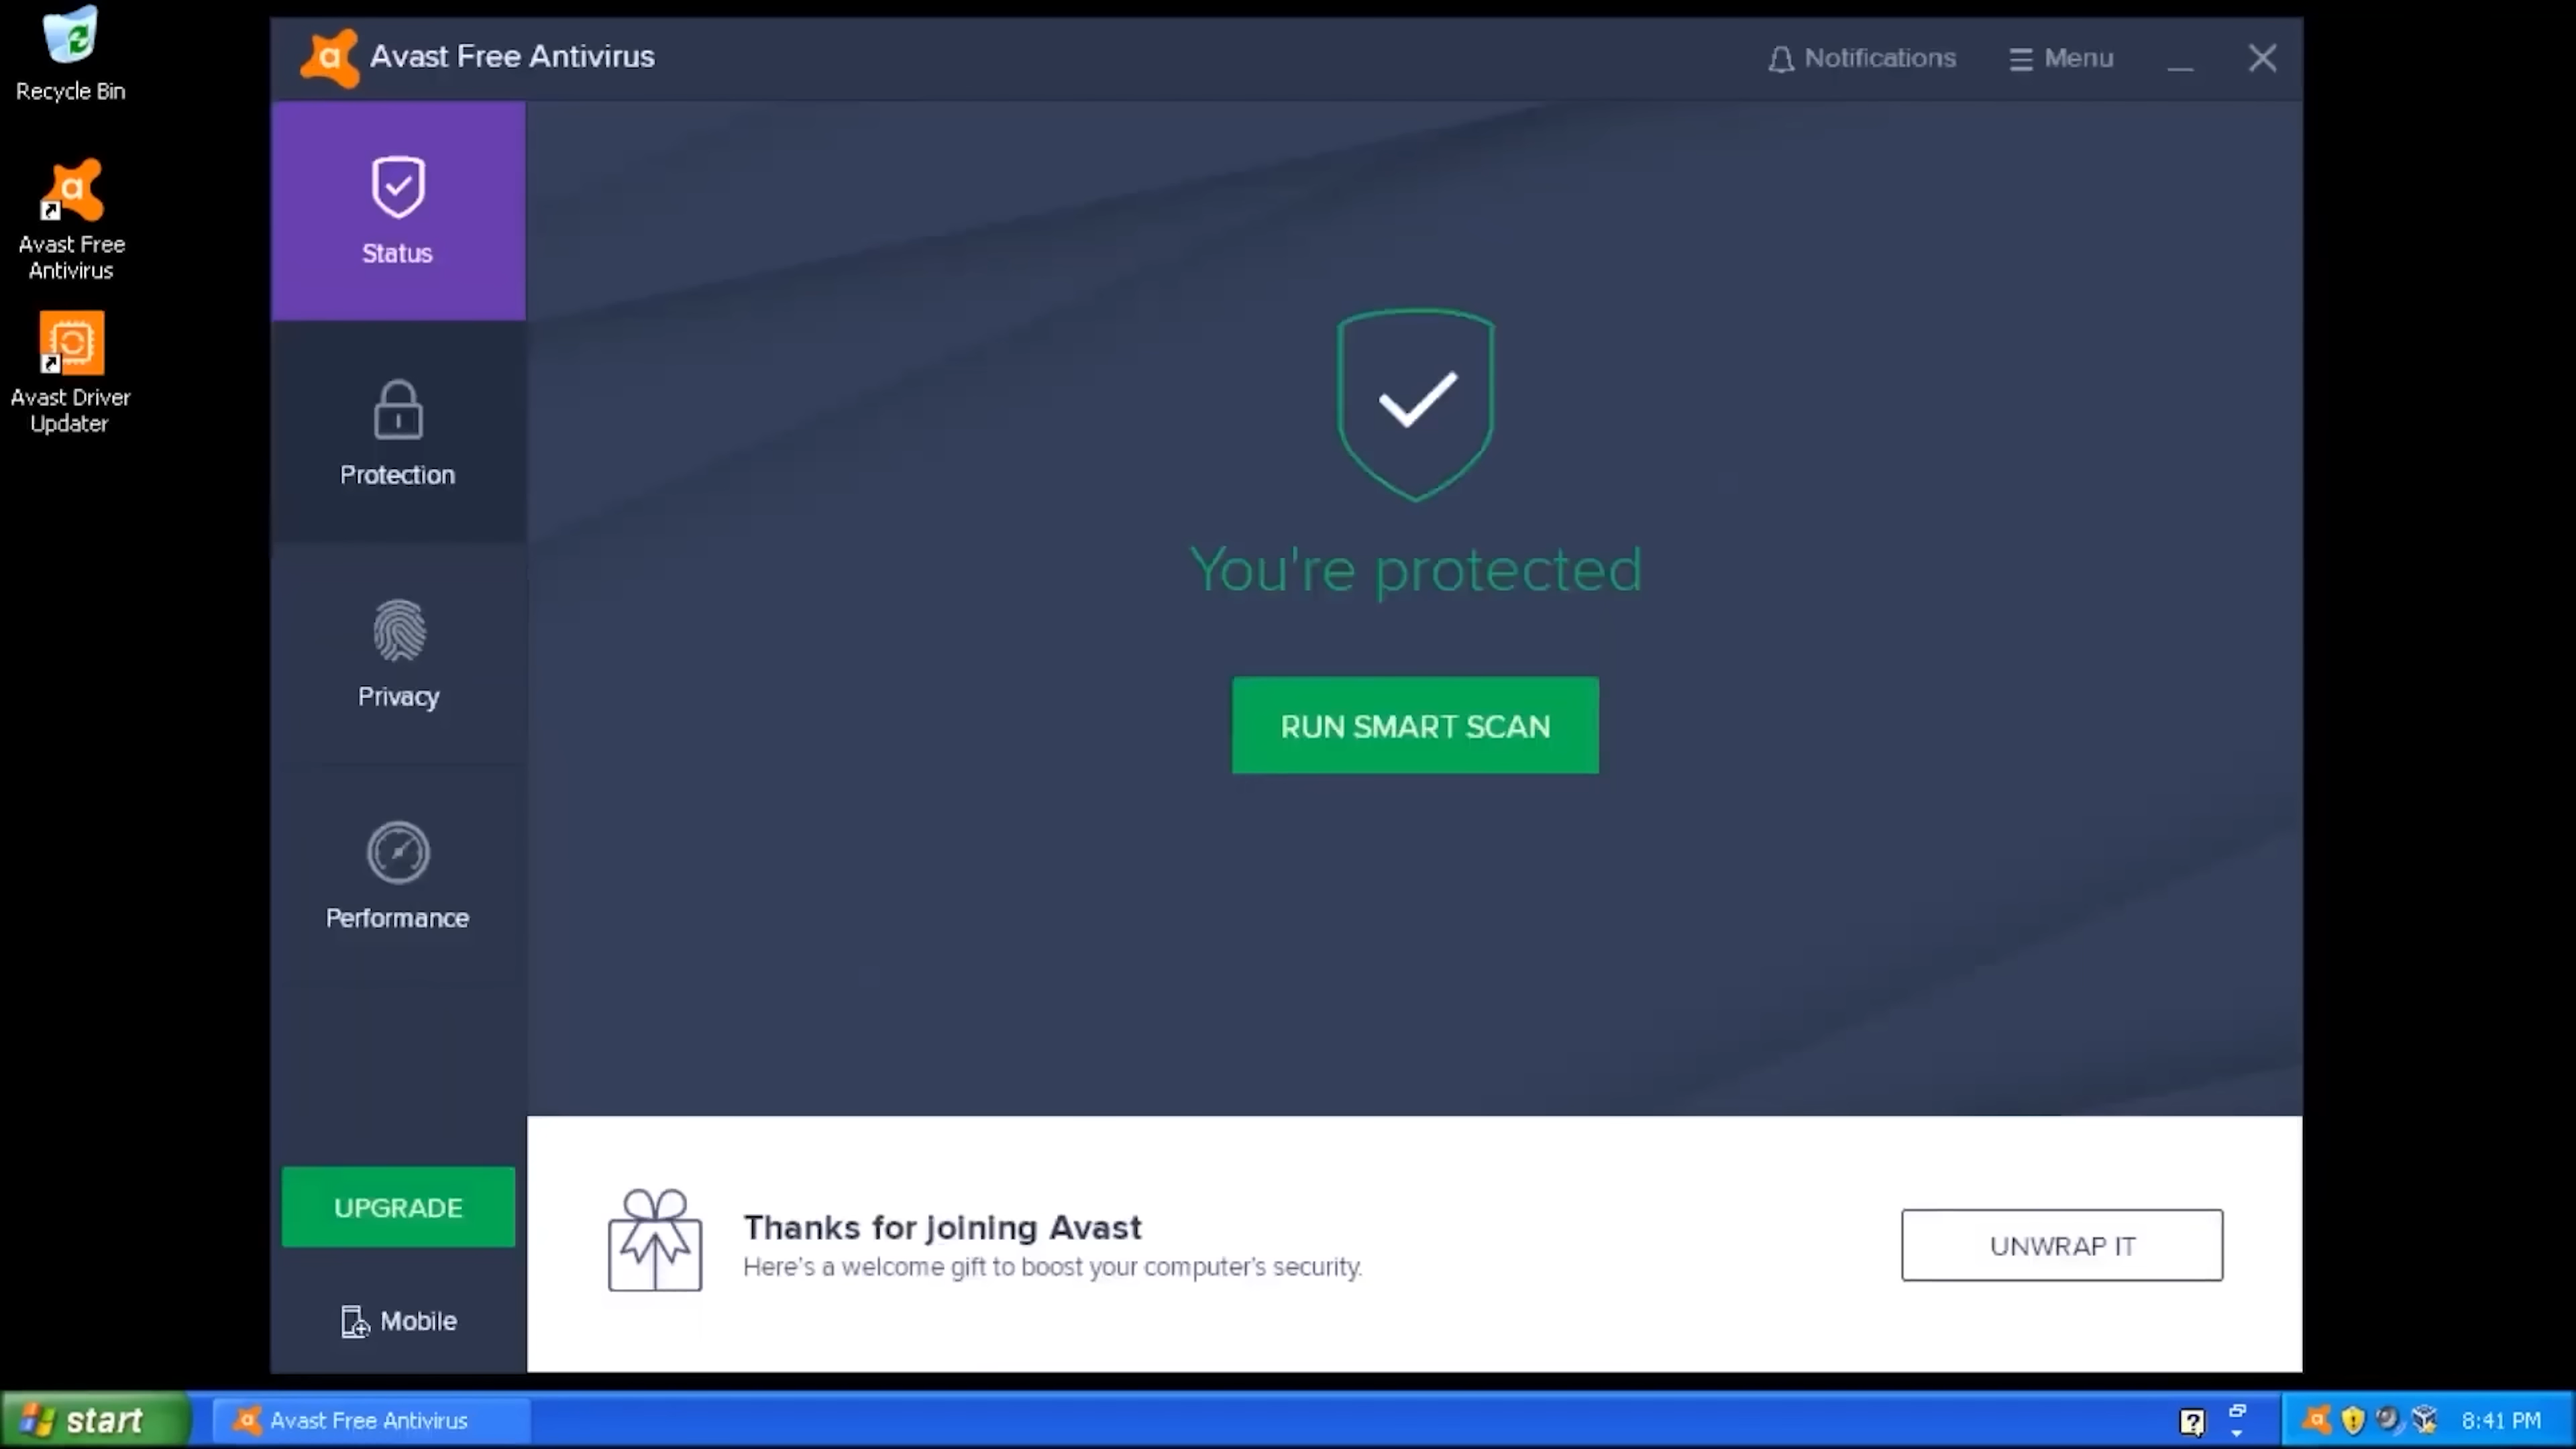 Recycle Bin
Avast Free
Antivirus
Avast Driver
Updater
Avast Free Antivirus
Notifications
Menu
Status
Protection
Privacy
Performance
UPGRADE
Mobile
You're protected
RUN SMART SCAN
Thanks for joining Avast
Here's a welcome gift to boost your computer's security.
UNWRAP IT
start
Avast Free Antivirus
8:41 PM